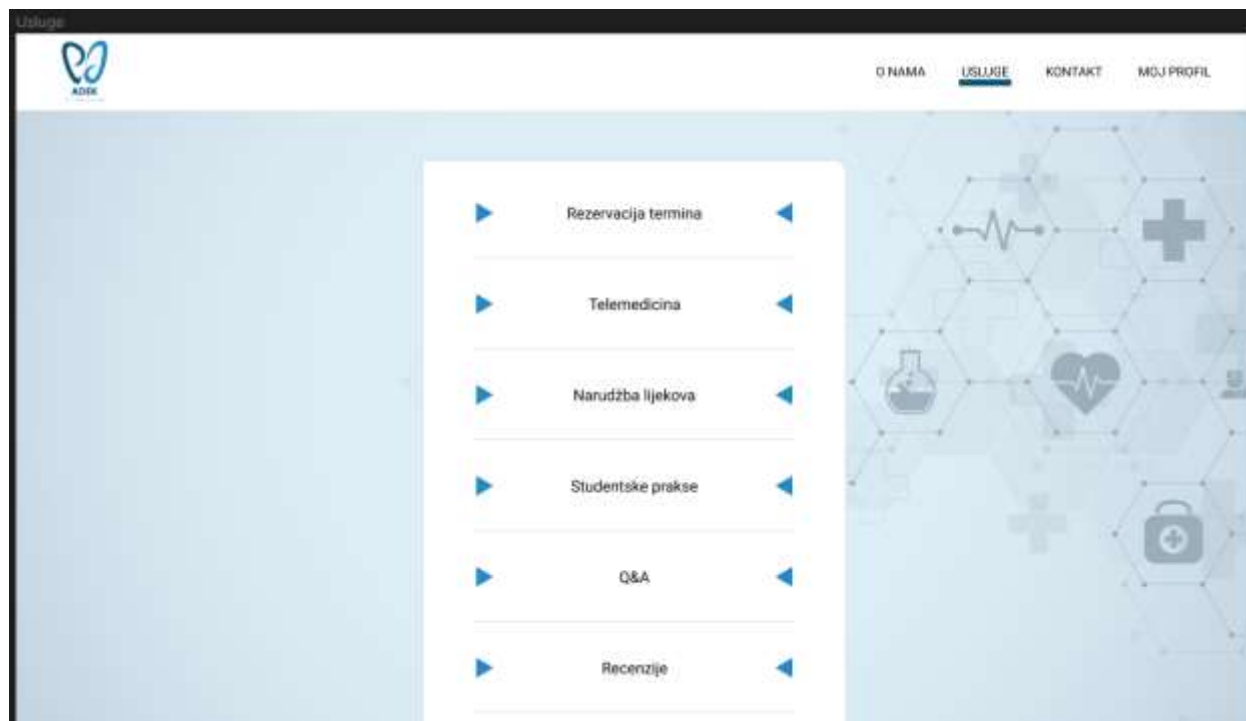 Usluge
ADEK
O NAMA USLUGE KONTAKT MOJ PROFIL
Rezervacija termina
Telemedicina
Narudžba lijekova
Studentske prakse
Q&A
Recenzije